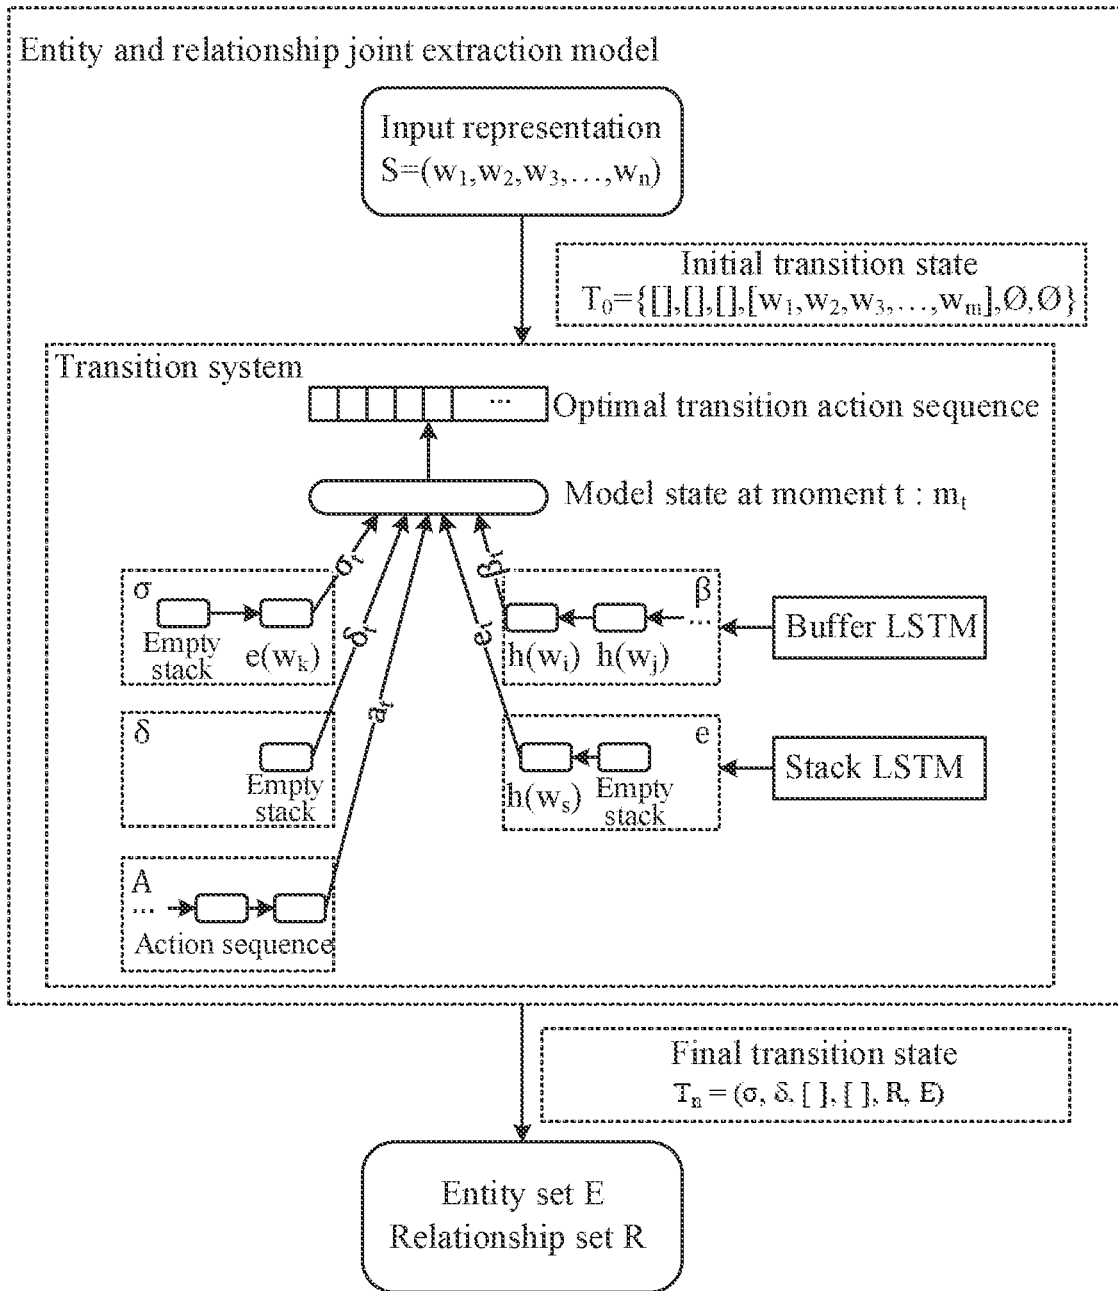 Entity and relationship joint extraction model
Input representation
S=(w₁,w₂,w₃,…,wₙ)
Initial transition state
T₀={[],[],[],[w₁,w₂,w₃,…,wₘ],Ø,Ø}
Transition system
...
Optimal transition action sequence
Model state at moment t : mₜ
σₜ
δₜ
aₜ
eₜ
βₜ
σ
Empty
stack
e(wₖ)
β
...
h(wᵢ)
h(wⱼ)
Buffer LSTM
δ
Empty
stack
e
h(wₛ)
Empty
stack
Stack LSTM
A
...
Action sequence
Final transition state
Tₙ = (σ, δ, [ ], [ ], R, E)
Entity set E
Relationship set R